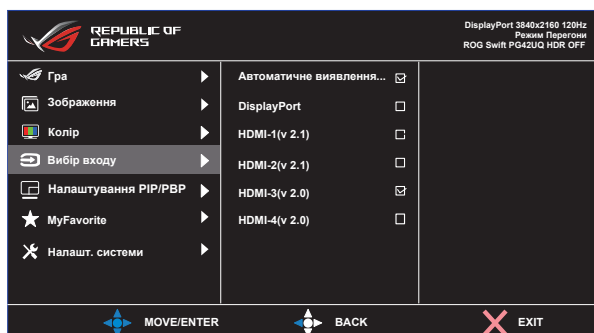 REPUBLIC OF
GAMERS
DisplayPort 3840x2160 120Hz
Режим Перегони
ROG Swift PG42UQ HDR OFF
Гра
Зображення
Колір
Вибір входу
Налаштування PIP/PBP
MyFavorite
Налашт. системи
Автоматичне виявлення...
DisplayPort
HDMI-1(v 2.1)
HDMI-2(v 2.1)
HDMI-3(v 2.0)
HDMI-4(v 2.0)
MOVE/ENTER
BACK
EXIT